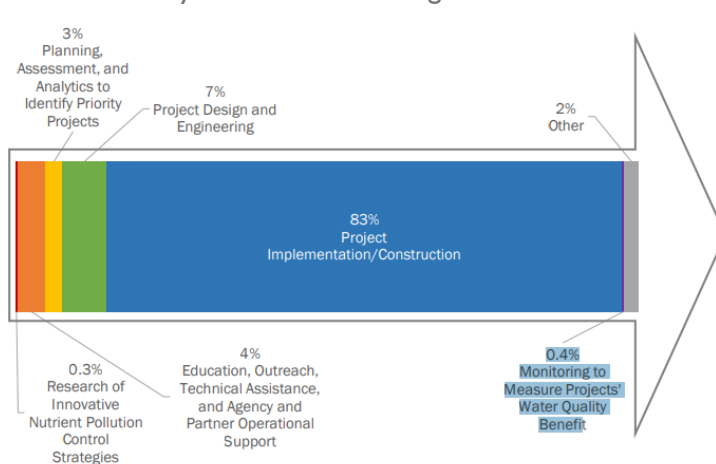 3%
Planning,
Assessment, and
Analytics to
Identify Priority
Projects
7%
Project Design and
Engineering
2%
Other
83%
Project
Implementation/Construction
0.3%
Research of
Innovative
Nutrient Pollution
Control
Strategies
4%
Education, Outreach,
Technical Assistance,
and Agency and
Partner Operational
Support
0.4%
Monitoring to
Measure Projects'
Water Quality
Benefit